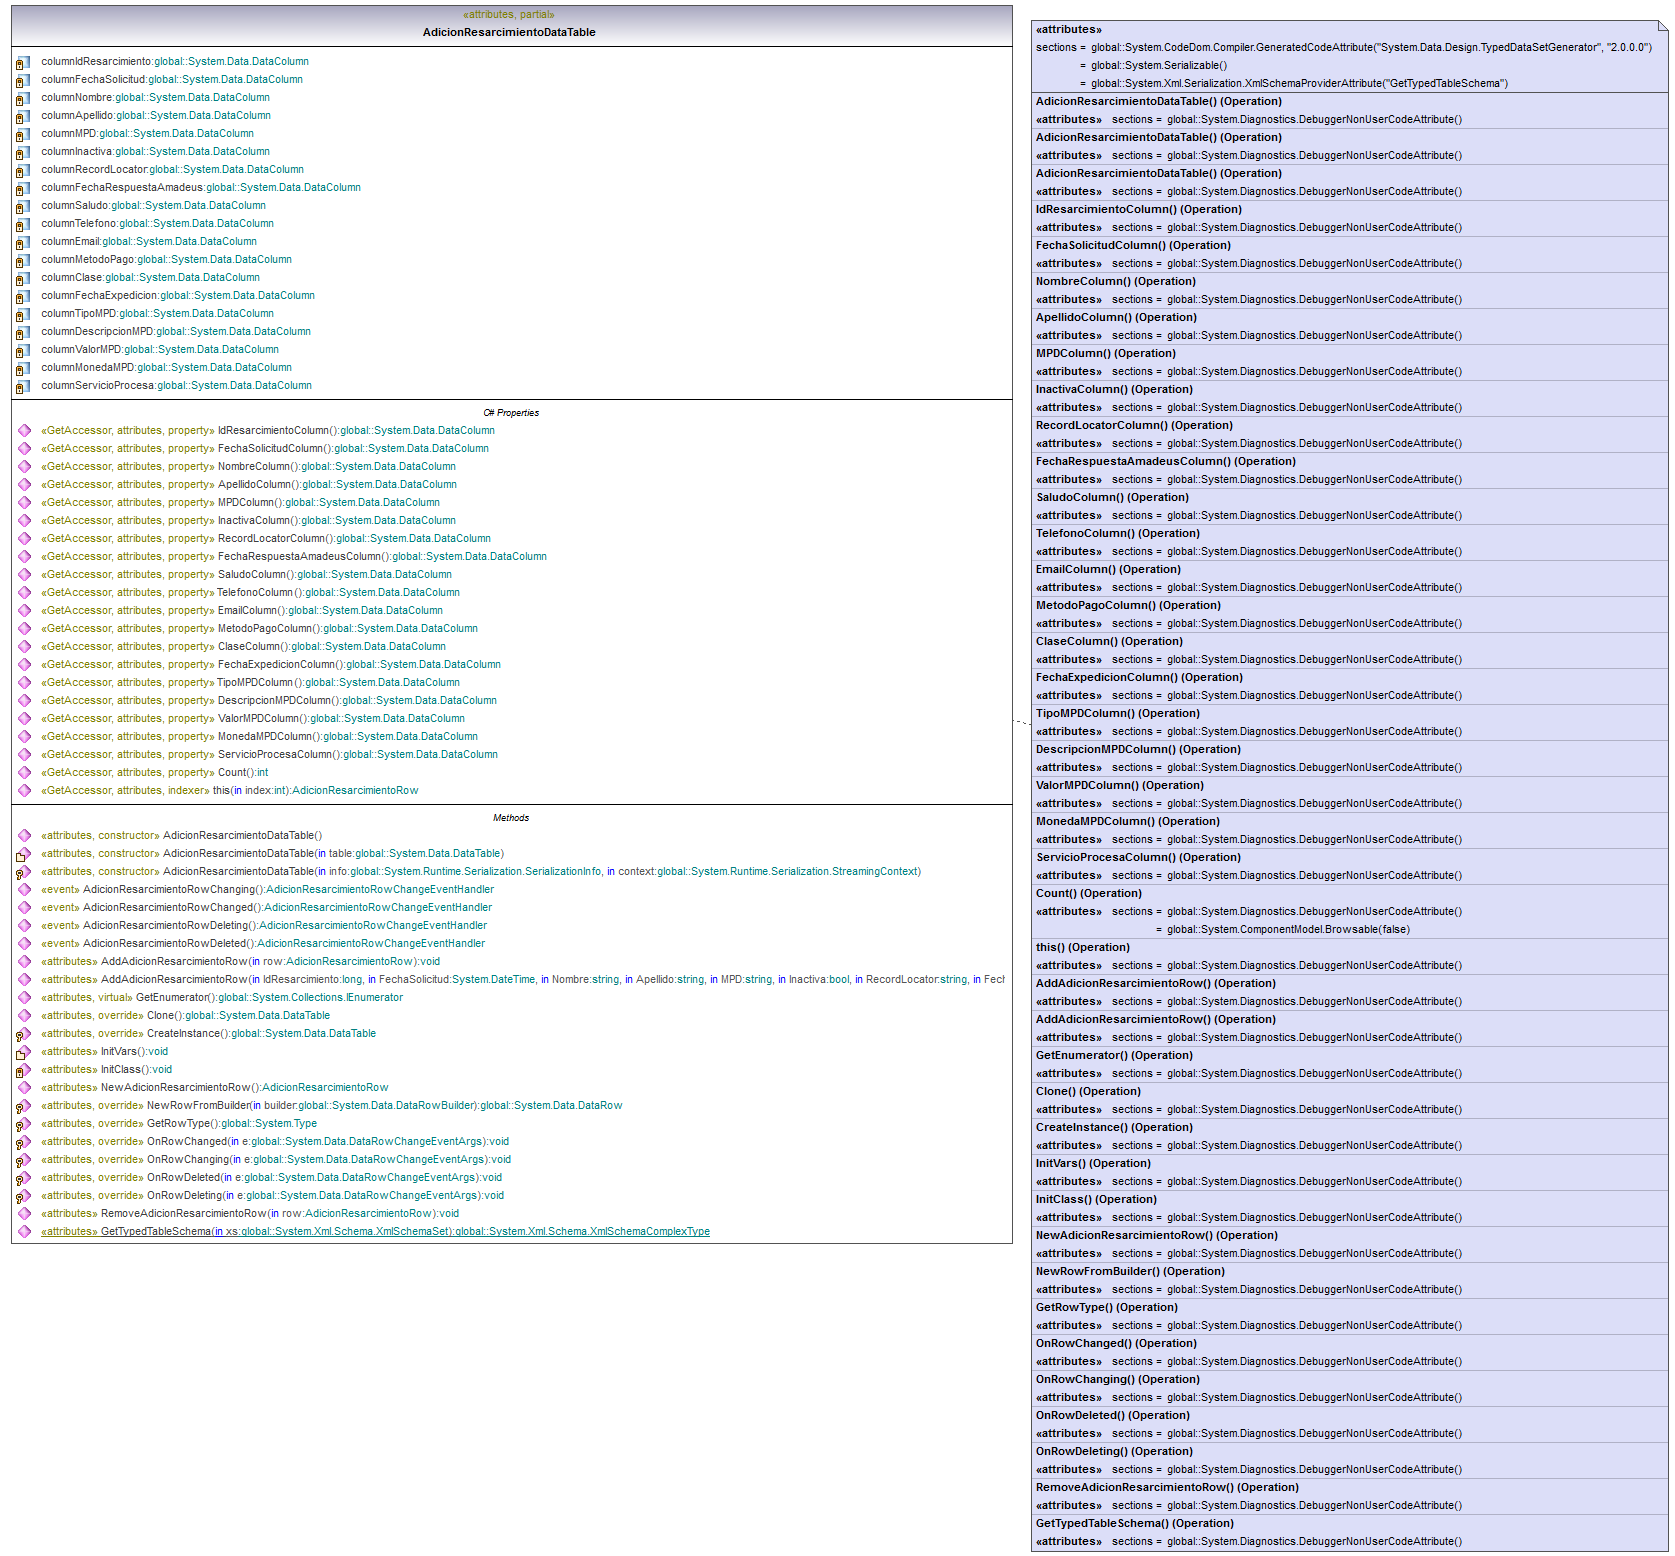 «attributes, partial»
AdicionResarcimientoDataTable
columnIdResarcimiento:global::System.Data.DataColumn
columnFechaSolicitud:global::System.Data.DataColumn
columnNombre:global::System.Data.DataColumn
columnApellido:global::System.Data.DataColumn
columnMPD:global::System.Data.DataColumn
columnInactiva:global::System.Data.DataColumn
columnRecordLocator:global::System.Data.DataColumn
columnFechaRespuestaAmadeus:global::System.Data.DataColumn
columnSaludo:global::System.Data.DataColumn
columnTelefono:global::System.Data.DataColumn
columnEmail:global::System.Data.DataColumn
columnMetodoPago:global::System.Data.DataColumn
columnClase:global::System.Data.DataColumn
columnFechaExpedicion:global::System.Data.DataColumn
columnTipoMPD:global::System.Data.DataColumn
columnDescripcionMPD:global::System.Data.DataColumn
columnValorMPD:global::System.Data.DataColumn
columnMonedaMPD:global::System.Data.DataColumn
columnServicioProcesa:global::System.Data.DataColumn
C# Properties
«GetAccessor, attributes, property» IdResarcimientoColumn():global::System.Data.DataColumn
«GetAccessor, attributes, property» FechaSolicitudColumn():global::System.Data.DataColumn
«GetAccessor, attributes, property» NombreColumn():global::System.Data.DataColumn
«GetAccessor, attributes, property» ApellidoColumn():global::System.Data.DataColumn
«GetAccessor, attributes, property» MPDColumn():global::System.Data.DataColumn
«GetAccessor, attributes, property» InactivaColumn():global::System.Data.DataColumn
«GetAccessor, attributes, property» RecordLocatorColumn():global::System.Data.DataColumn
«GetAccessor, attributes, property» FechaRespuestaAmadeusColumn():global::System.Data.DataColumn
«GetAccessor, attributes, property» SaludoColumn():global::System.Data.DataColumn
«GetAccessor, attributes, property» TelefonoColumn():global::System.Data.DataColumn
«GetAccessor, attributes, property» EmailColumn():global::System.Data.DataColumn
«GetAccessor, attributes, property» MetodoPagoColumn():global::System.Data.DataColumn
«GetAccessor, attributes, property» ClaseColumn():global::System.Data.DataColumn
«GetAccessor, attributes, property» FechaExpedicionColumn():global::System.Data.DataColumn
«GetAccessor, attributes, property» TipoMPDColumn():global::System.Data.DataColumn
«GetAccessor, attributes, property» DescripcionMPDColumn():global::System.Data.DataColumn
«GetAccessor, attributes, property» ValorMPDColumn():global::System.Data.DataColumn
«GetAccessor, attributes, property» MonedaMPDColumn():global::System.Data.DataColumn
«GetAccessor, attributes, property» ServicioProcesaColumn():global::System.Data.DataColumn
«GetAccessor, attributes, property» Count():int
«GetAccessor, attributes, indexer» this(in index:int):AdicionResarcimientoRow
Methods
«attributes, constructor» AdicionResarcimientoDataTable()
«attributes, constructor» AdicionResarcimientoDataTable(in table:global::System.Data.DataTable)
«attributes, constructor» AdicionResarcimientoDataTable(in info:global::System.Runtime.Serialization.SerializationInfo, in context:global::System.Runtime.Serialization.StreamingContext)
«event» AdicionResarcimientoRowChanging():AdicionResarcimientoRowChangeEventHandler
«event» AdicionResarcimientoRowChanged():AdicionResarcimientoRowChangeEventHandler
«event» AdicionResarcimientoRowDeleting():AdicionResarcimientoRowChangeEventHandler
«event» AdicionResarcimientoRowDeleted():AdicionResarcimientoRowChangeEventHandler
«attributes» AddAdicionResarcimientoRow(in row:AdicionResarcimientoRow):void
«attributes» AddAdicionResarcimientoRow(in IdResarcimiento:long, in FechaSolicitud:System.DateTime, in Nombre:string, in Apellido:string, in MPD:string, in Inactiva:bool, in RecordLocator:string, in Fech
«attributes, virtual» GetEnumerator():global::System.Collections.IEnumerator
«attributes, override» Clone():global::System.Data.DataTable
«attributes, override» CreateInstance():global::System.Data.DataTable
«attributes» InitVars():void
«attributes» InitClass():void
«attributes» NewAdicionResarcimientoRow():AdicionResarcimientoRow
«attributes, override» NewRowFromBuilder(in builder:global::System.Data.DataRowBuilder):global::System.Data.DataRow
«attributes, override» GetRowType():global::System.Type
«attributes, override» OnRowChanged(in e:global::System.Data.DataRowChangeEventArgs):void
«attributes, override» OnRowChanging(in e:global::System.Data.DataRowChangeEventArgs):void
«attributes, override» OnRowDeleted(in e:global::System.Data.DataRowChangeEventArgs):void
«attributes, override» OnRowDeleting(in e:global::System.Data.DataRowChangeEventArgs):void
«attributes» RemoveAdicionResarcimientoRow(in row:AdicionResarcimientoRow):void
«attributes» GetTypedTableSchema(in xs:global::System.Xml.Schema.XmlSchemaSet):global::System.Xml.Schema.XmlSchemaComplexType
«attributes»
sections = global::System.CodeDom.Compiler.GeneratedCodeAttribute("System.Data.Design.TypedDataSetGenerator", "2.0.0.0")
= global::System.Serializable()
= global::System.Xml.Serialization.XmlSchemaProviderAttribute("GetTypedTableSchema")
AdicionResarcimientoDataTable() (Operation)
«attributes» sections = global::System.Diagnostics.DebuggerNonUserCodeAttribute()
AdicionResarcimientoDataTable() (Operation)
«attributes» sections = global::System.Diagnostics.DebuggerNonUserCodeAttribute()
AdicionResarcimientoDataTable() (Operation)
«attributes» sections = global::System.Diagnostics.DebuggerNonUserCodeAttribute()
IdResarcimientoColumn() (Operation)
«attributes» sections = global::System.Diagnostics.DebuggerNonUserCodeAttribute()
FechaSolicitudColumn() (Operation)
«attributes» sections = global::System.Diagnostics.DebuggerNonUserCodeAttribute()
NombreColumn() (Operation)
«attributes» sections = global::System.Diagnostics.DebuggerNonUserCodeAttribute()
ApellidoColumn() (Operation)
«attributes» sections = global::System.Diagnostics.DebuggerNonUserCodeAttribute()
MPDColumn() (Operation)
«attributes» sections = global::System.Diagnostics.DebuggerNonUserCodeAttribute()
InactivaColumn() (Operation)
«attributes» sections = global::System.Diagnostics.DebuggerNonUserCodeAttribute()
RecordLocatorColumn() (Operation)
«attributes» sections = global::System.Diagnostics.DebuggerNonUserCodeAttribute()
FechaRespuestaAmadeusColumn() (Operation)
«attributes» sections = global::System.Diagnostics.DebuggerNonUserCodeAttribute()
SaludoColumn() (Operation)
«attributes» sections = global::System.Diagnostics.DebuggerNonUserCodeAttribute()
TelefonoColumn() (Operation)
«attributes» sections = global::System.Diagnostics.DebuggerNonUserCodeAttribute()
EmailColumn() (Operation)
«attributes» sections = global::System.Diagnostics.DebuggerNonUserCodeAttribute()
MetodoPagoColumn() (Operation)
«attributes» sections = global::System.Diagnostics.DebuggerNonUserCodeAttribute()
ClaseColumn() (Operation)
«attributes» sections = global::System.Diagnostics.DebuggerNonUserCodeAttribute()
FechaExpedicionColumn() (Operation)
«attributes» sections = global::System.Diagnostics.DebuggerNonUserCodeAttribute()
TipoMPDColumn() (Operation)
«attributes» sections = global::System.Diagnostics.DebuggerNonUserCodeAttribute()
DescripcionMPDColumn() (Operation)
«attributes» sections = global::System.Diagnostics.DebuggerNonUserCodeAttribute()
ValorMPDColumn() (Operation)
«attributes» sections = global::System.Diagnostics.DebuggerNonUserCodeAttribute()
MonedaMPDColumn() (Operation)
«attributes» sections = global::System.Diagnostics.DebuggerNonUserCodeAttribute()
ServicioProcesaColumn() (Operation)
«attributes» sections = global::System.Diagnostics.DebuggerNonUserCodeAttribute()
Count() (Operation)
«attributes» sections = global::System.Diagnostics.DebuggerNonUserCodeAttribute()
= global::System.ComponentModel.Browsable(false)
this() (Operation)
«attributes» sections = global::System.Diagnostics.DebuggerNonUserCodeAttribute()
AddAdicionResarcimientoRow() (Operation)
«attributes» sections = global::System.Diagnostics.DebuggerNonUserCodeAttribute()
AddAdicionResarcimientoRow() (Operation)
«attributes» sections = global::System.Diagnostics.DebuggerNonUserCodeAttribute()
GetEnumerator() (Operation)
«attributes» sections = global::System.Diagnostics.DebuggerNonUserCodeAttribute()
Clone() (Operation)
«attributes» sections = global::System.Diagnostics.DebuggerNonUserCodeAttribute()
CreateInstance() (Operation)
«attributes» sections = global::System.Diagnostics.DebuggerNonUserCodeAttribute()
InitVars() (Operation)
«attributes» sections = global::System.Diagnostics.DebuggerNonUserCodeAttribute()
InitClass() (Operation)
«attributes» sections = global::System.Diagnostics.DebuggerNonUserCodeAttribute()
NewAdicionResarcimientoRow() (Operation)
«attributes» sections = global::System.Diagnostics.DebuggerNonUserCodeAttribute()
NewRowFromBuilder() (Operation)
«attributes» sections = global::System.Diagnostics.DebuggerNonUserCodeAttribute()
GetRowType() (Operation)
«attributes» sections = global::System.Diagnostics.DebuggerNonUserCodeAttribute()
OnRowChanged() (Operation)
«attributes» sections = global::System.Diagnostics.DebuggerNonUserCodeAttribute()
OnRowChanging() (Operation)
«attributes» sections = global::System.Diagnostics.DebuggerNonUserCodeAttribute()
OnRowDeleted() (Operation)
«attributes» sections = global::System.Diagnostics.DebuggerNonUserCodeAttribute()
OnRowDeleting() (Operation)
«attributes» sections = global::System.Diagnostics.DebuggerNonUserCodeAttribute()
RemoveAdicionResarcimientoRow() (Operation)
«attributes» sections = global::System.Diagnostics.DebuggerNonUserCodeAttribute()
GetTypedTableSchema() (Operation)
«attributes» sections = global::System.Diagnostics.DebuggerNonUserCodeAttribute()